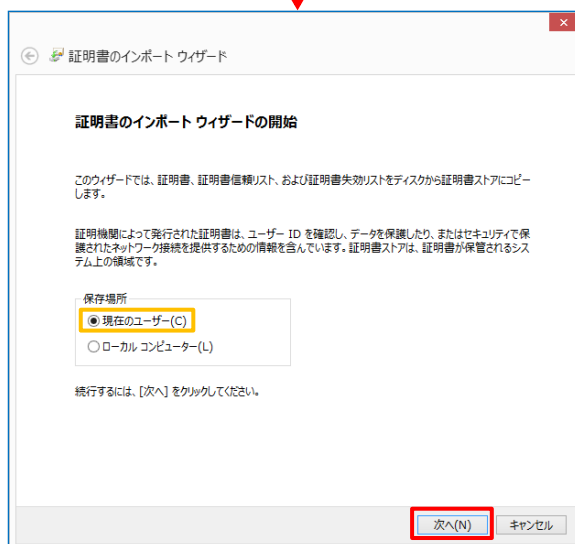 証明書のインポート ウィザード
証明書のインポート ウィザードの開始
このウィザードでは、証明書、証明書信頼リスト、および証明書失効リストをディスクから証明書ストアにコピー
します。
証明機関によって発行された証明書は、ユーザー ID を確認し、データを保護したり、またはセキュリティで保
護されたネットワーク接続を提供するための情報を含んでいます。証明書ストアは、証明書が保管されるシス
テム上の領域です。
保存場所
現在のユーザー(C)
ローカル コンピューター(L)
続行するには、[次へ] をクリックしてください。
次へ(N) キャンセル